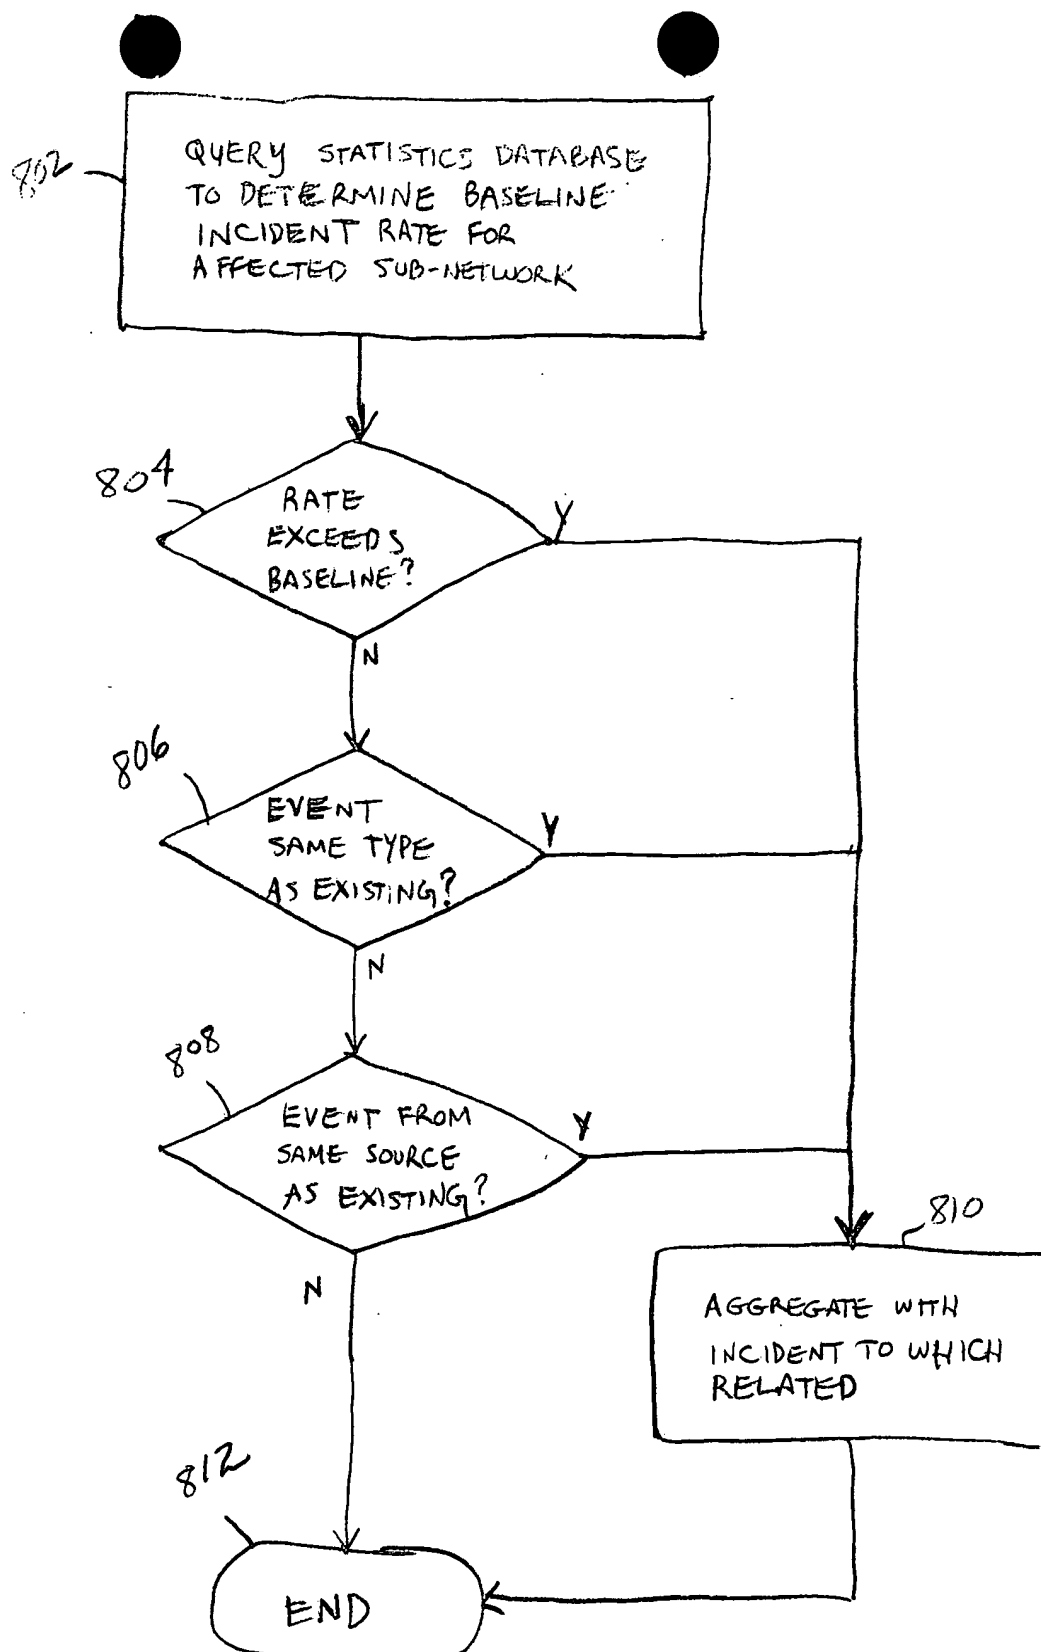 802
QUERY STATISTICS DATABASE
TO DETERMINE BASELINE
INCIDENT RATE FOR
AFFECTED SUB-NETWORK
804
RATE
EXCEEDS
BASELINE?
Y
N
806
EVENT
SAME TYPE
AS EXISTING?
Y
N
808
EVENT FROM
SAME SOURCE
AS EXISTING?
Y
N
810
AGGREGATE WITH
INCIDENT TO WHICH
RELATED
812
END